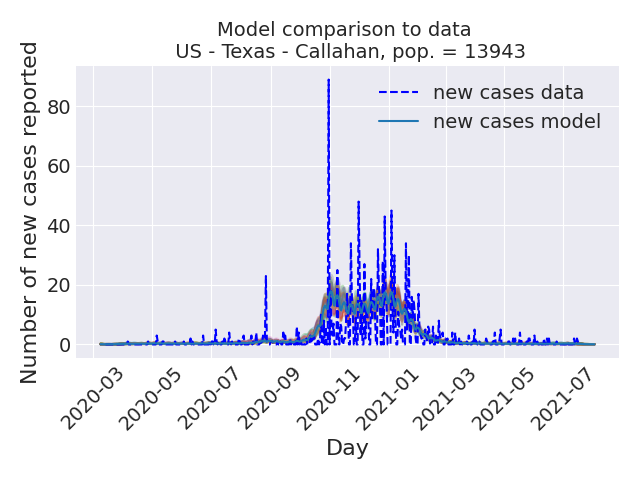 Model comparison to data
US - Texas - Callahan, pop. = 13943
Number of new cases reported
80
60
40
20
0
new cases data
new cases model
2020-03
2020-05
2020-07
2020-09
2020-11
2021-01
2021-03
2021-05
2021-07
Day